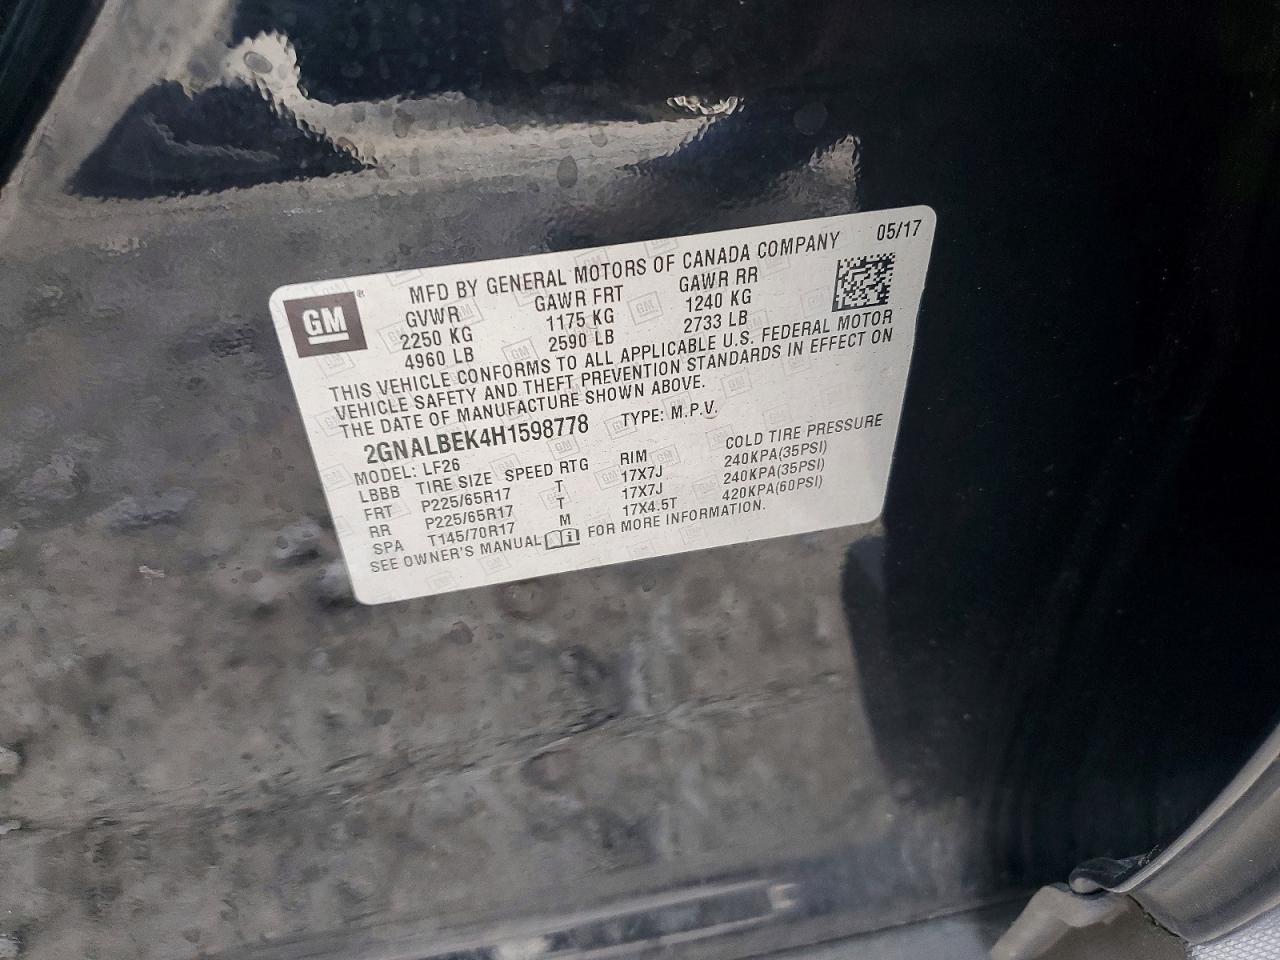 GM®
MFD BY GENERAL MOTORS OF CANADA COMPANY 05/17
GVWR GAWR FRT GAWR RR
2250 KG 1175 KG 1240 KG
4960 LB 2590 LB 2733 LB
THIS VEHICLE CONFORMS TO ALL APPLICABLE U.S. FEDERAL MOTOR
VEHICLE SAFETY AND THEFT PREVENTION STANDARDS IN EFFECT ON
THE DATE OF MANUFACTURE SHOWN ABOVE.
2GNALBEK4H1598778 TYPE: M.P.V.
MODEL: LF26
LBBB TIRE SIZE SPEED RTG RIM COLD TIRE PRESSURE
FRT P225/65R17 T 17X7J 240KPA(35PSI)
RR P225/65R17 T 17X7J 240KPA(35PSI)
SPA T145/70R17 M 17X4.5T 420KPA(60PSI)
SEE OWNER'S MANUAL i FOR MORE INFORMATION.